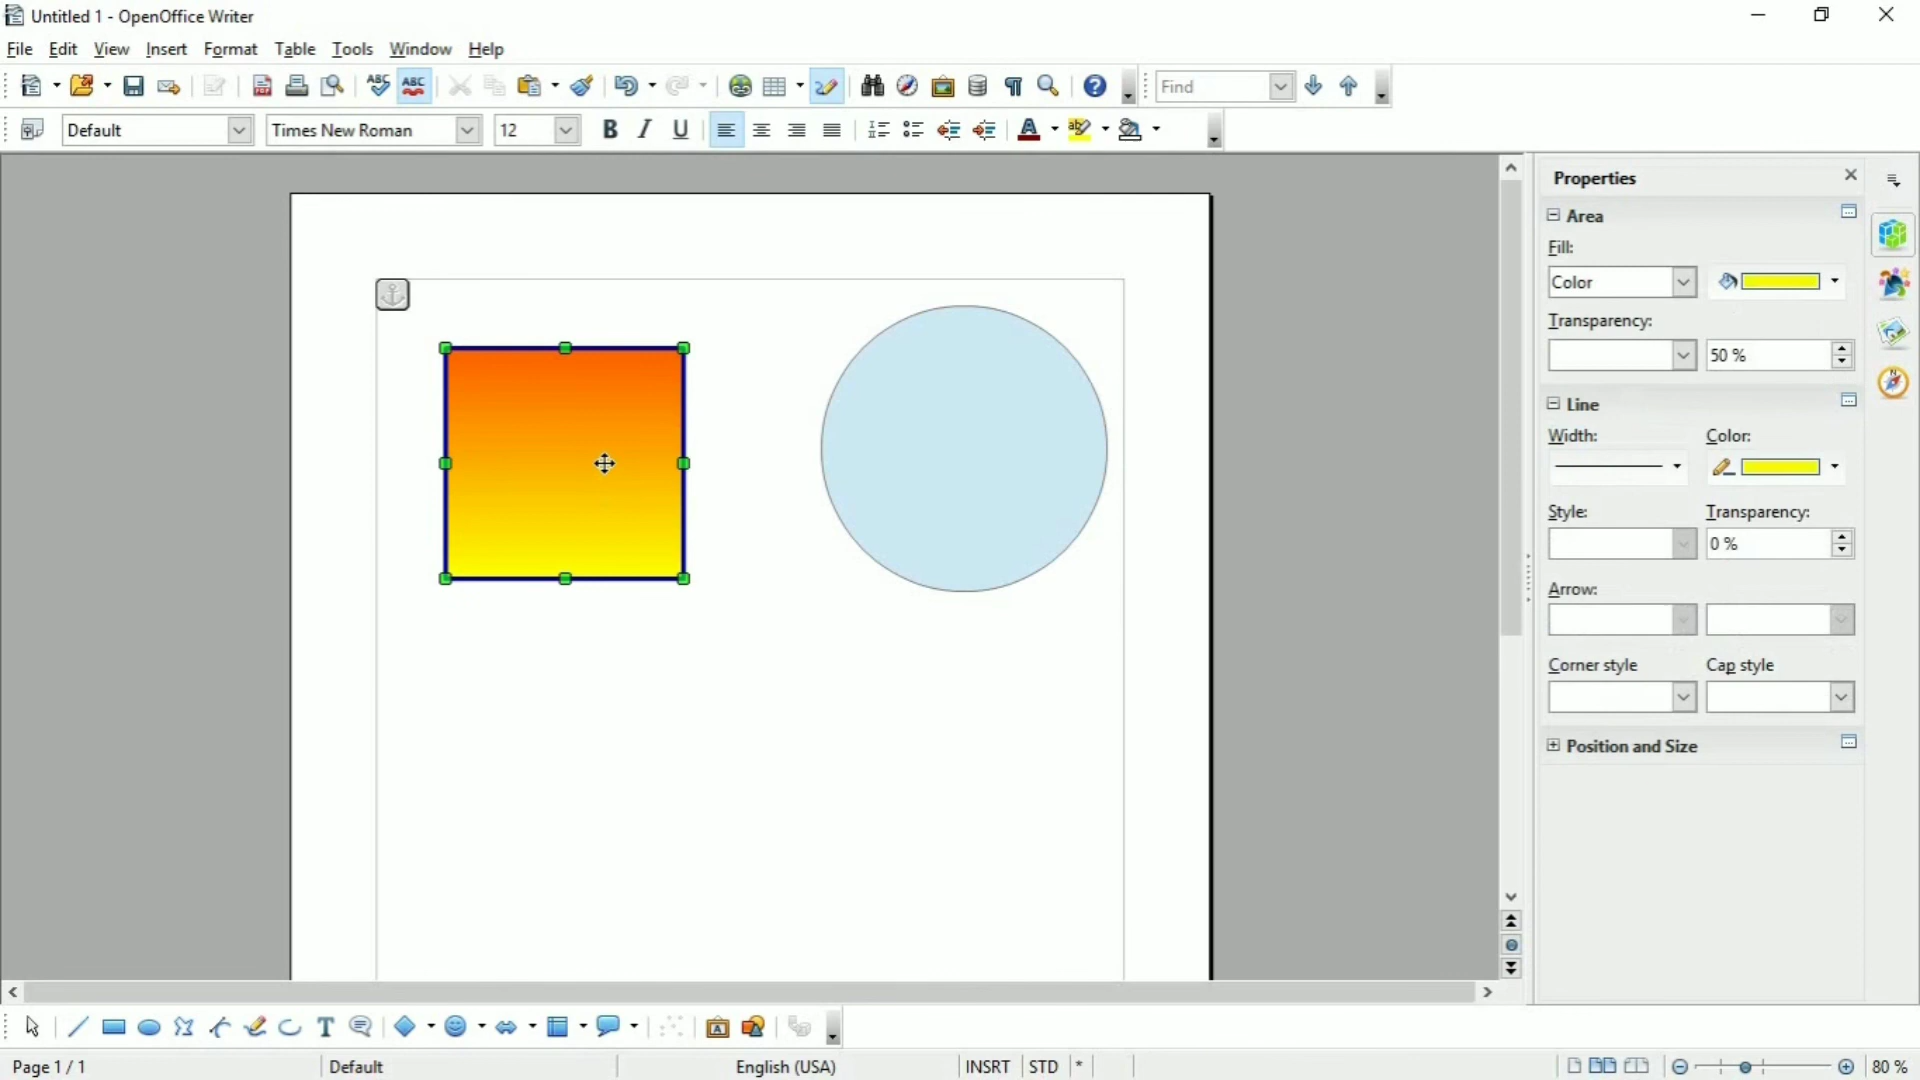 Untitled 1 - OpenOffice Writer
File Edit View Insert Format Table Tools Window Help
ABC ABC Find
Default Times New Roman 12 B I U A
Properties
Area
Fill:
Color
Transparency:
50 %
Line
Width: Color:
Style: Transparency:
0 %
Arrow:
Corner style Cap style
Position and Size
T A
Page 1 / 1 Default English (USA) INSRT STD * 80 %